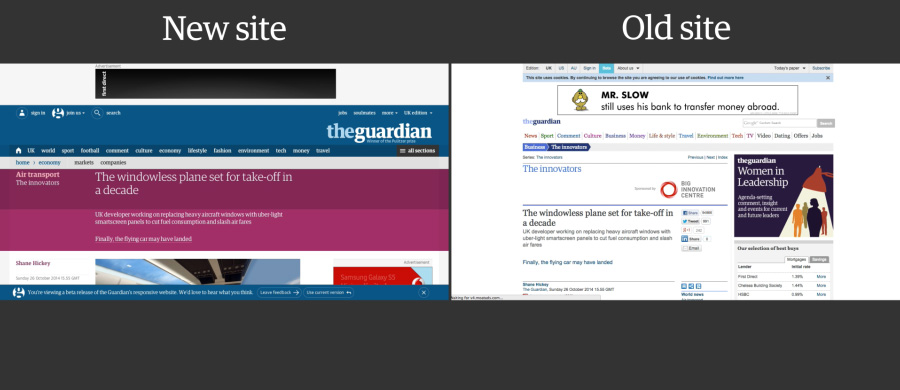 New site
Old site
Advertisement
first direct
sign in join us search jobs soulmates more UK edition
theguardian
Winner of the Pulitzer prize
UK world sport football comment culture economy lifestyle fashion environment tech money travel all sections
home › economy markets companies
Air transport
The innovators
The windowless plane set for take-off in
a decade
UK developer working on replacing heavy aircraft windows with uber-light
smartscreen panels to cut fuel consumption and slash air fares
Finally, the flying car may have landed
Shane Hickey
Sunday 26 October 2014 15.55 GMT
Advertisement
Samsung Galaxy S5
You're viewing a beta release of the Guardian's responsive website. We'd love to hear what you think. Leave feedback Use current version
Edition: UK US AU Sign in Beta About us Today's paper Subscribe
This site uses cookies. By continuing to browse the site you are agreeing to our use of cookies. Find out more here
MR. SLOW
still uses his bank to transfer money abroad.
theguardian
Google Search
News Sport Comment Culture Business Money Life & style Travel Environment Tech TV Video Dating Offers Jobs
Business The innovators
Series: The innovators Previous | Next | Index
The innovators
Sponsored by:
BIG
INNOVATION
CENTRE
The windowless plane set for take-off in
a decade
UK developer working on replacing heavy aircraft windows with
uber-light smartscreen panels to cut fuel consumption and slash
air fares
Finally, the flying car may have landed
Share
Tweet
Share
Email
Shane Hickey
The Guardian, Sunday 26 October 2014 15.55 GMT
World news
theguardian
Women in
Leadership
Agenda-setting
comment, insight
and events for current
and future leaders
Our selection of best buys
Mortgages Savings
Lender Initial rate
First Direct 1.39% More
Chelsea Building Society 1.44% More
HSBC 0.99% More